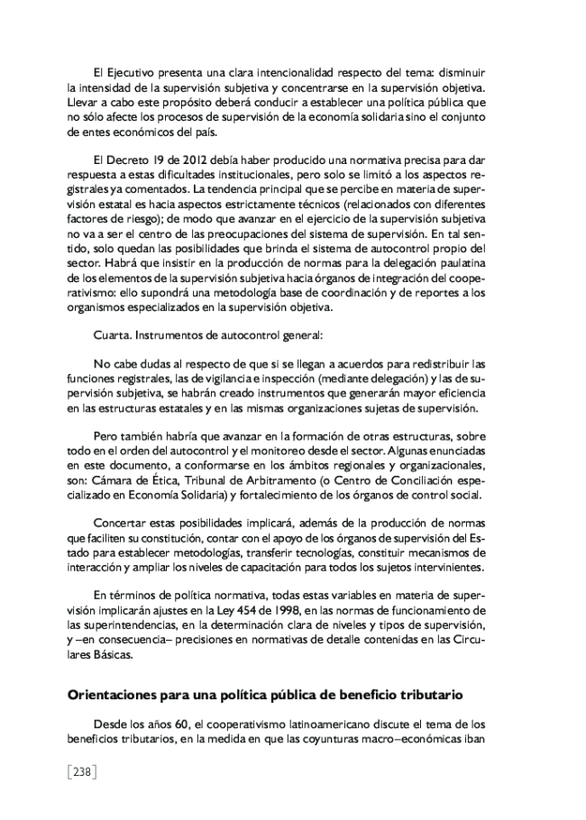 El Ejecutivo presenta una clara intencionalidad respecto del tema: disminuir
la intensidad de la supervisión subjetiva y concentrarse en la supervisión objetiva.
Llevar a cabo este propósito deberá conducir a establecer una política pública que
no sólo afecte los procesos de supervisión de la economía solidaria sino el conjunto
de entes económicos del país.
El Decreto 19 de 2012 debía haber producido una normativa precisa para dar
respuesta a estas dificultades institucionales, pero solo se limitó a los aspectos re-
gistrales ya comentados. La tendencia principal que se percibe en materia de super-
visión estatal es hacia aspectos estrictamente técnicos (relacionados con diferentes
factores de riesgo); de modo que avanzar en el ejercicio de la supervisión subjetiva
no va a ser el centro de las preocupaciones del sistema de supervisión. En tal sen-
tido, solo quedan las posibilidades que brinda el sistema de autocontrol propio del
sector. Habrá que insistir en la producción de normas para la delegación paulatina
de los elementos de la supervisión subjetiva hacia órganos de integración del coope-
rativismo: ello supondrá una metodología base de coordinación y de reportes a los
organismos especializados en la supervisión objetiva.
Cuarta. Instrumentos de autocontrol general:
No cabe dudas al respecto de que si se llegan a acuerdos para redistribuir las
funciones registrales, las de vigilancia e inspección (mediante delegación) y las de su-
pervisión subjetiva, se habrán creado instrumentos que generarán mayor eficiencia
en las estructuras estatales y en las mismas organizaciones sujetas de supervisión.
Pero también habría que avanzar en la formación de otras estructuras, sobre
todo en el orden del autocontrol y el monitoreo desde el sector. Algunas enunciadas
en este documento, a conformarse en los ámbitos regionales y organizacionales,
son: Cámara de Ética, Tribunal de Arbitramento (o Centro de Conciliación espe-
cializado en Economía Solidaria) y fortalecimiento de los órganos de control social.
Concertar estas posibilidades implicará, además de la producción de normas
que faciliten su constitución, contar con el apoyo de los órganos de supervisión del Es-
tado para establecer metodologías, transferir tecnologías, constituir mecanismos de
interacción y ampliar los niveles de capacitación para todos los sujetos intervinientes.
En términos de política normativa, todas estas variables en materia de super-
visión implicarán ajustes en la Ley 454 de 1998, en las normas de funcionamiento de
las superintendencias, en la determinación clara de niveles y tipos de supervisión,
y –en consecuencia– precisiones en normativas de detalle contenidas en las Circu-
lares Básicas.
Orientaciones para una política pública de beneficio tributario
Desde los años 60, el cooperativismo latinoamericano discute el tema de los
beneficios tributarios, en la medida en que las coyunturas macro–económicas iban
[238]